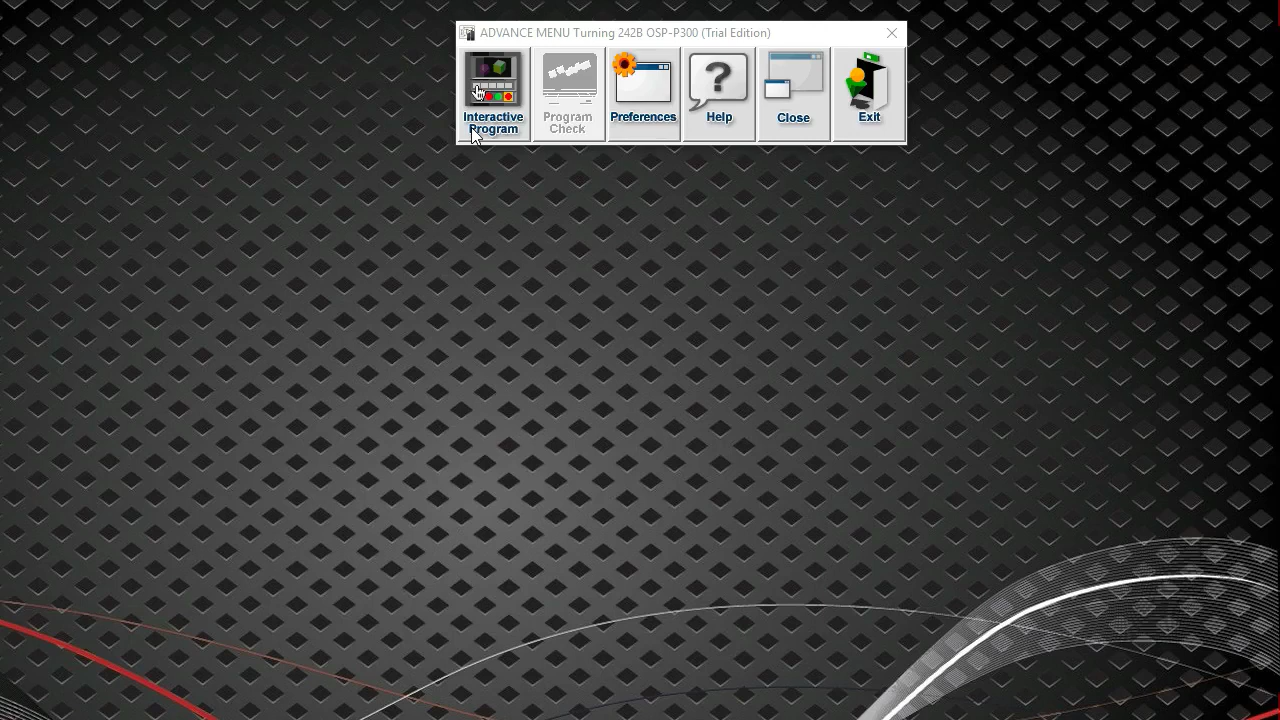 ADVANCE MENU Turning 242B OSP-P300 (Trial Edition)
Interactive
Program
Program
Check
Preferences
Help
Close
Exit